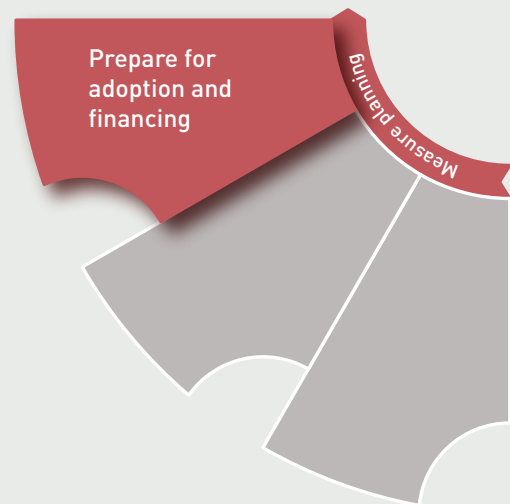 Prepare for
adoption and
financing
Measure planning